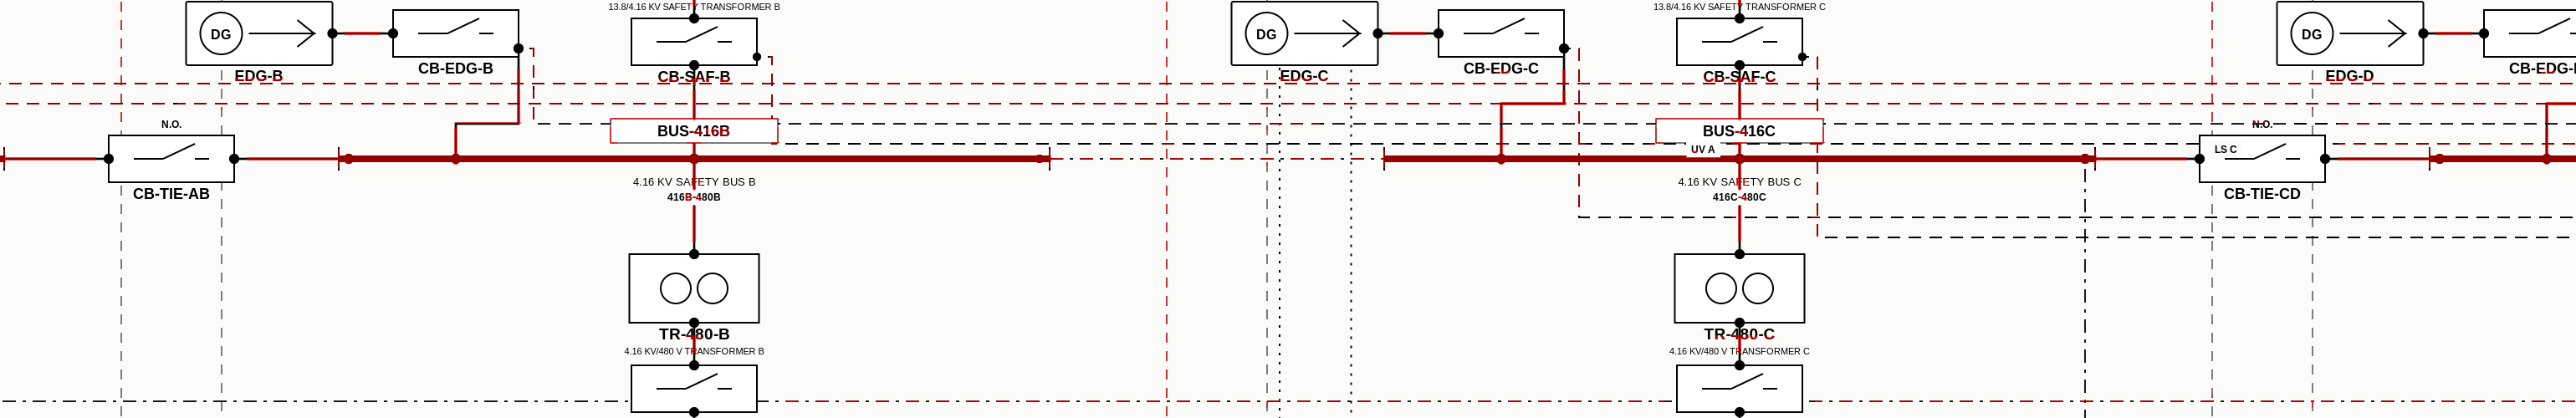 13.8/4.16 KV SAFETY TRANSFORMER B
13.8/4.16 KV SAFETY TRANSFORMER C
DG
DG
DG
EDG-B
CB-EDG-B
CB-SAF-B
EDG-C
CB-EDG-C
CB-SAF-C
EDG-D
N.O.
BUS-416B
BUS-416C
N.O.
UV A
LS C
CB-TIE-AB
4.16 KV SAFETY BUS B
416B-480B
4.16 KV SAFETY BUS C
416C-480C
CB-TIE-CD
TR-480-B
4.16 KV/480 V TRANSFORMER B
TR-480-C
4.16 KV/480 V TRANSFORMER C